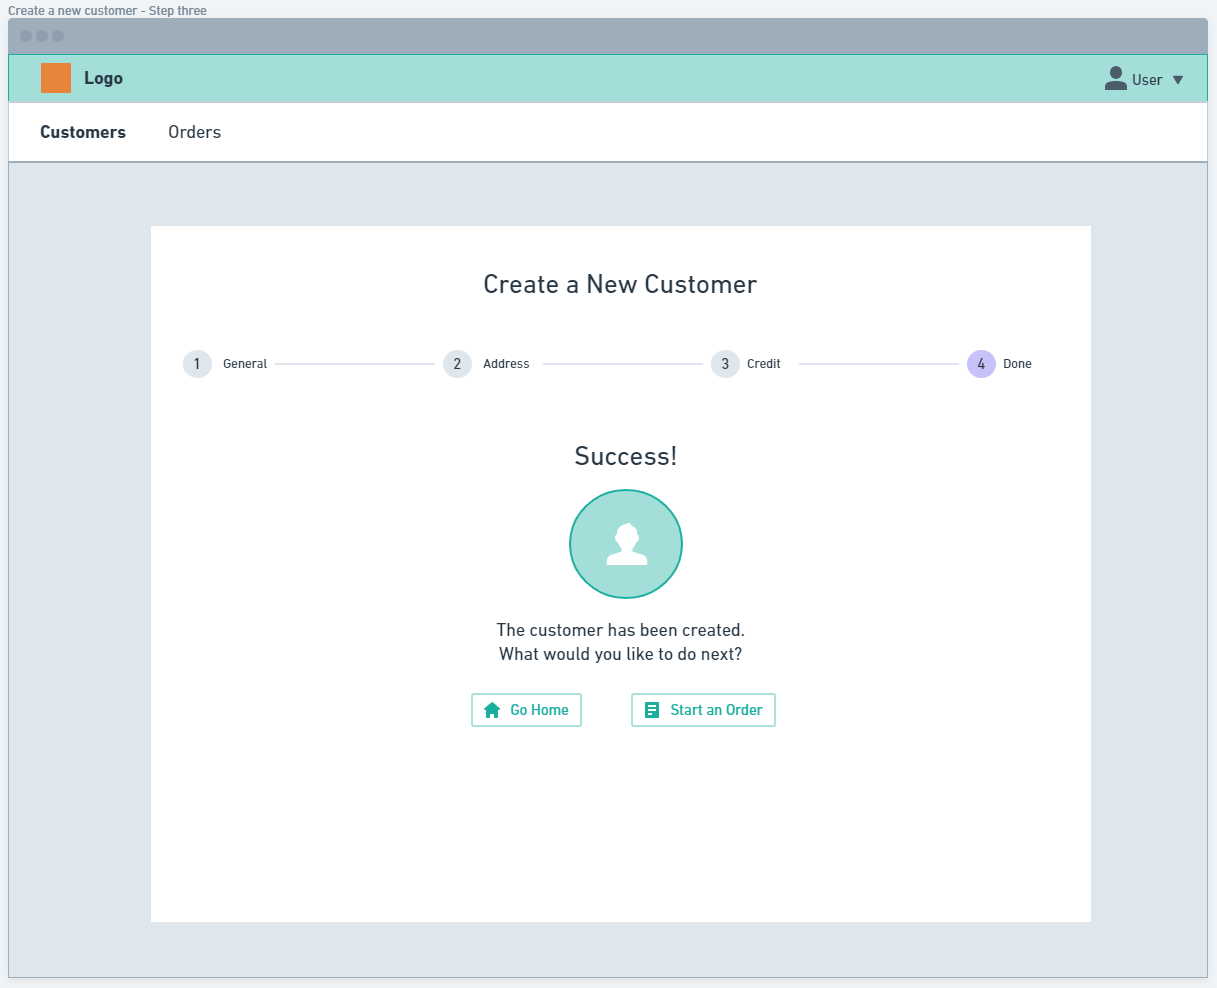 Create a new customer - Step three
Logo
User
Customers Orders
Create a New Customer
1 General 2 Address 3 Credit 4 Done
Success!
The customer has been created.
What would you like to do next?
Go Home Start an Order